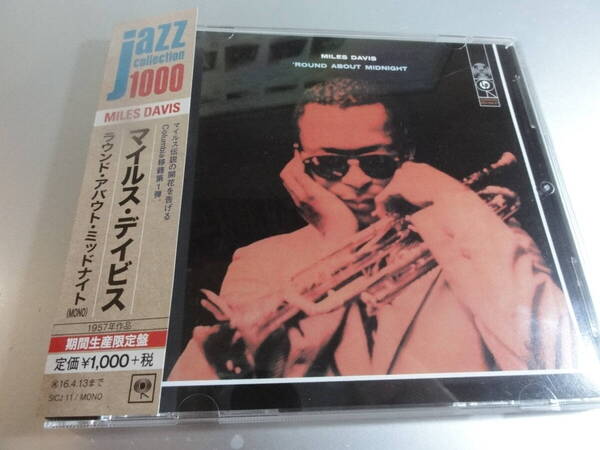 jazz
collection
1000
MILES DAVIS
マイルス伝説の開花を告げる
Columbia移籍第1弾。
マイルス・デイビス
ラウンド・アバウト・ミッドナイト
(MONO)
1957年作品
期間生産限定盤
定価¥1,000+税
㊟16.4.13まで
SICJ 11 / MONO
MILES DAVIS
'ROUND ABOUT MIDNIGHT